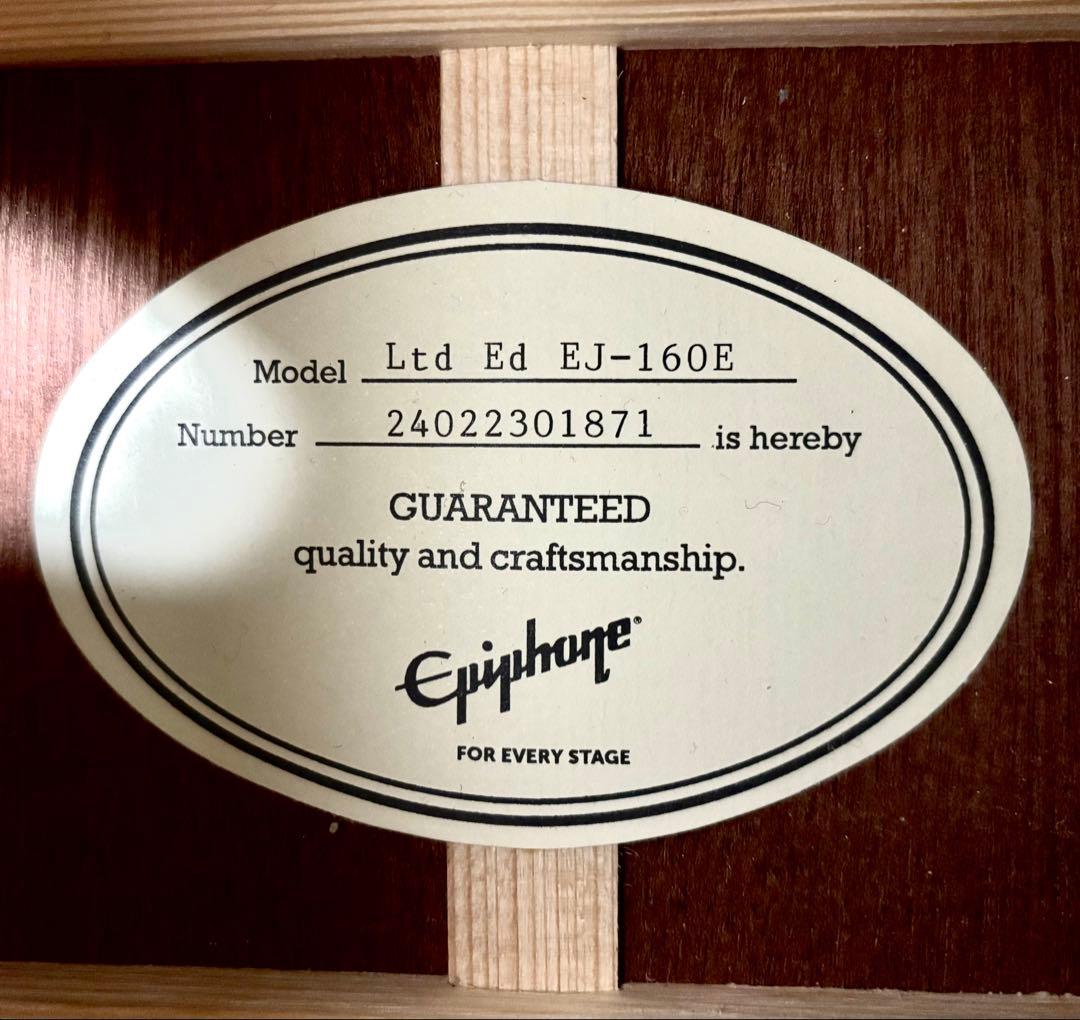 Model Ltd Ed EJ-160E
Number 24022301871 is hereby
GUARANTEED
quality and craftsmanship.
Epiphone®
FOR EVERY STAGE